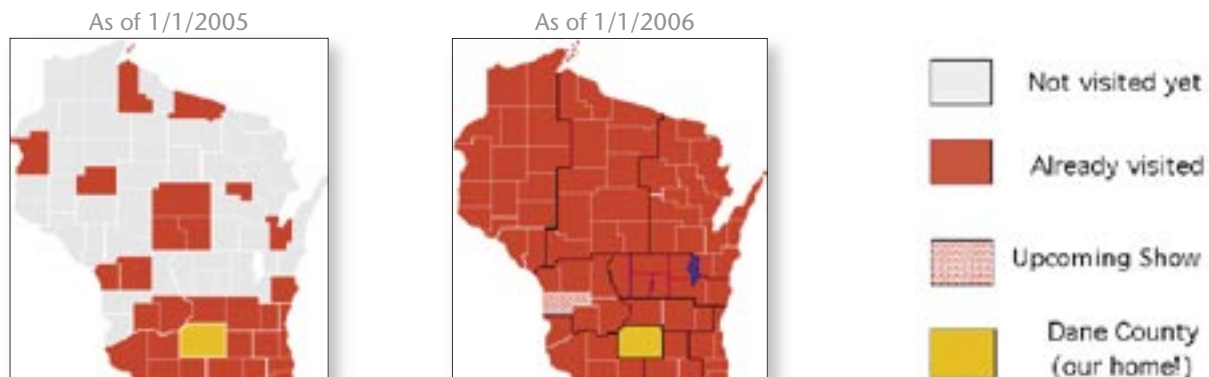 As of 1/1/2005
As of 1/1/2006
Not visited yet
Already visited
Upcoming Show
Dane County
(our home!)